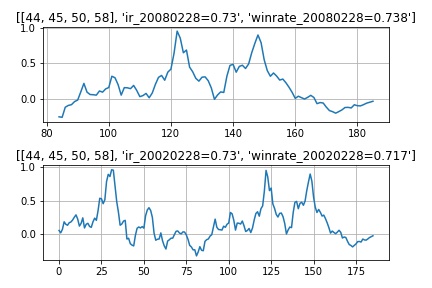 [[44, 45, 50, 58], 'ir_20080228=0.73', 'winrate_20080228=0.738']
1.0
0.5
0.0
80 100 120 140 160 180
[[44, 45, 50, 58], 'ir_20020228=0.73', 'winrate_20020228=0.717']
1.0
0.5
0.0
0 25 50 75 100 125 150 175